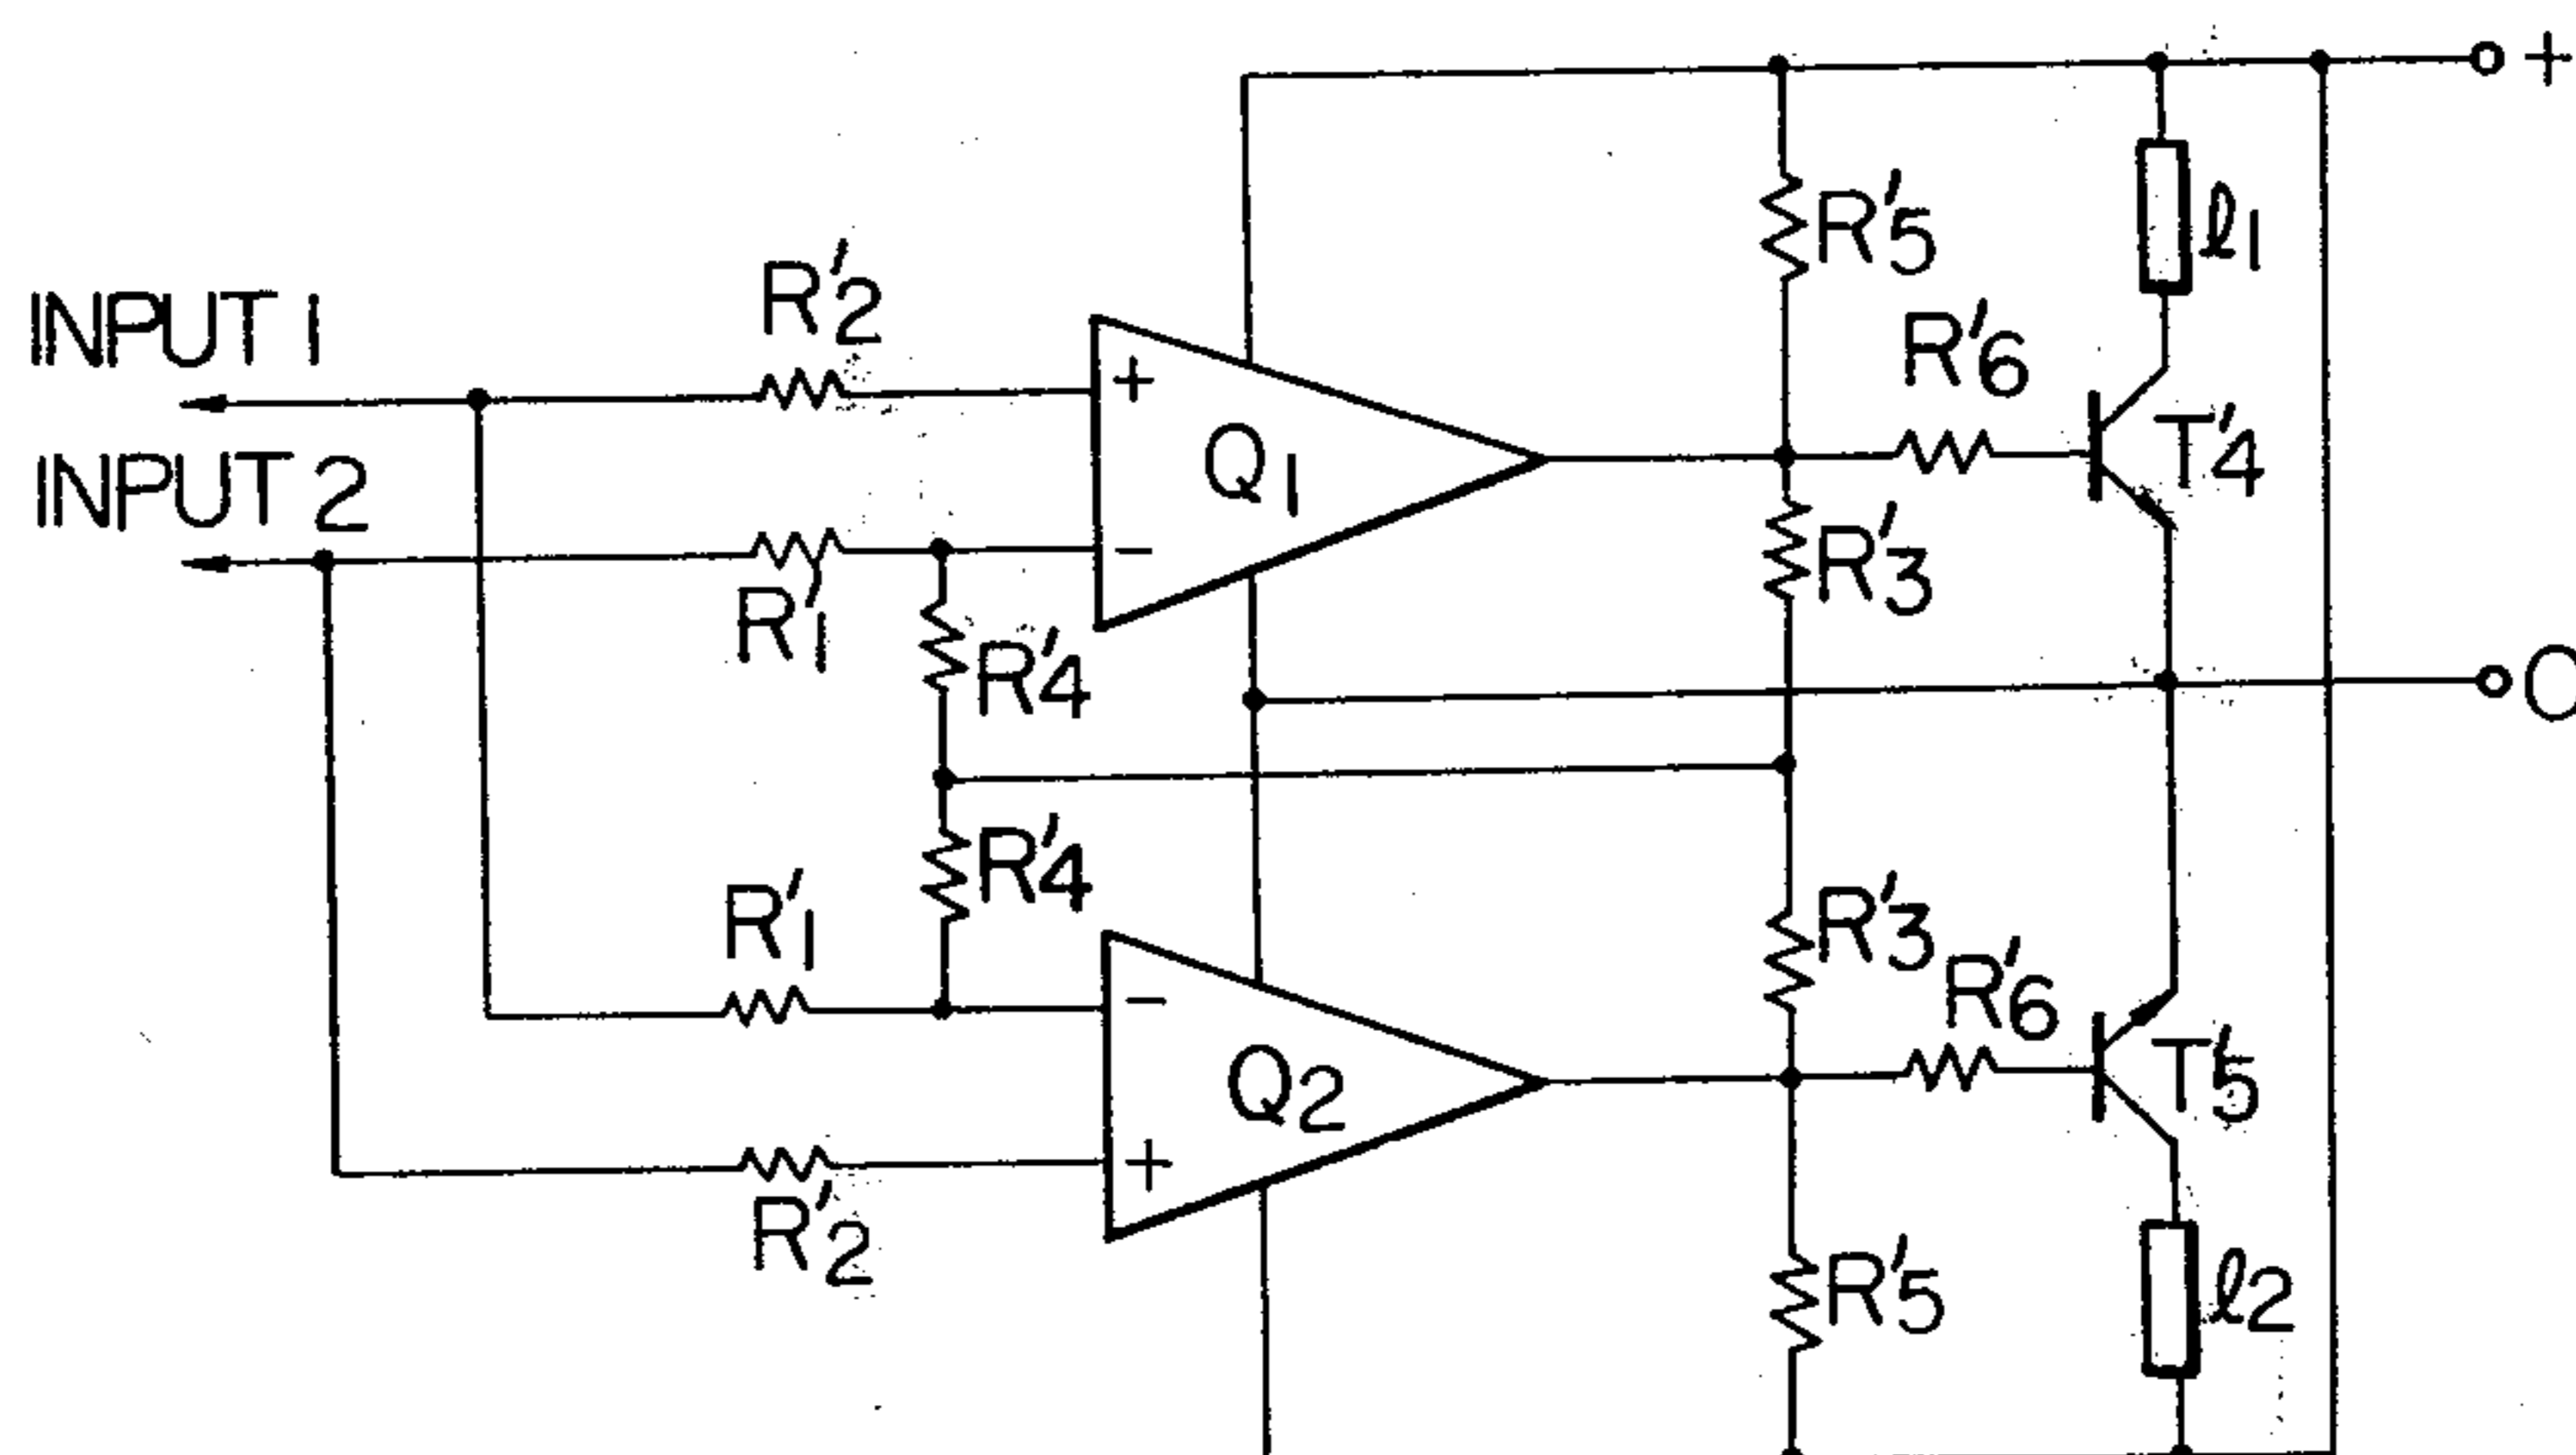 +
R'5
l1
INPUT 1
R'2
R'6
+
Q1
T'4
INPUT 2
R'3
-
R'1
R'4
O
R'4
R'1
R'3
R'6
-
Q2
T'5
+
R'2
R'5
l2